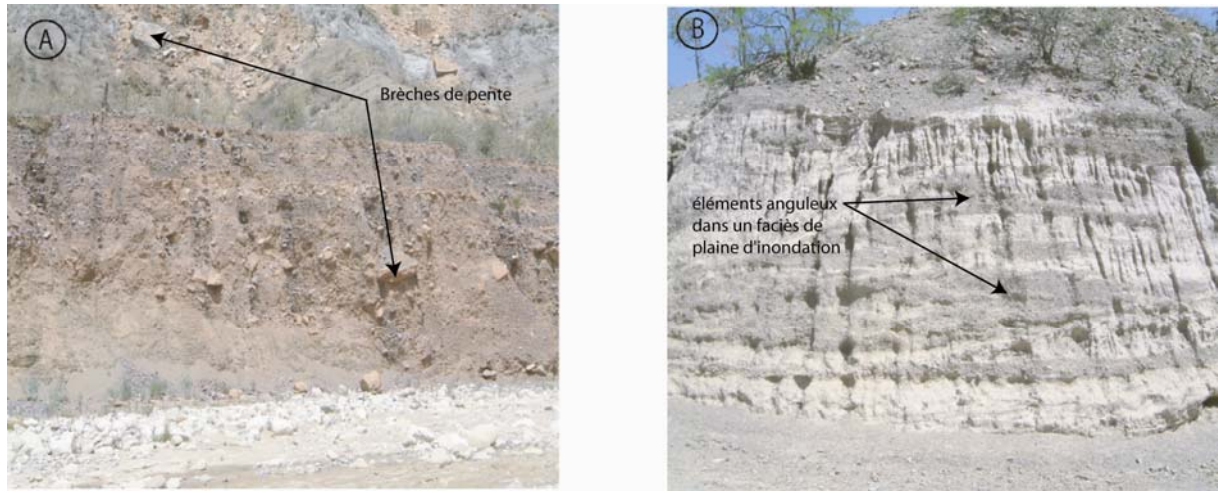 A
Brèches de pente
B
éléments anguleux
dans un faciès de
plaine d'inondation